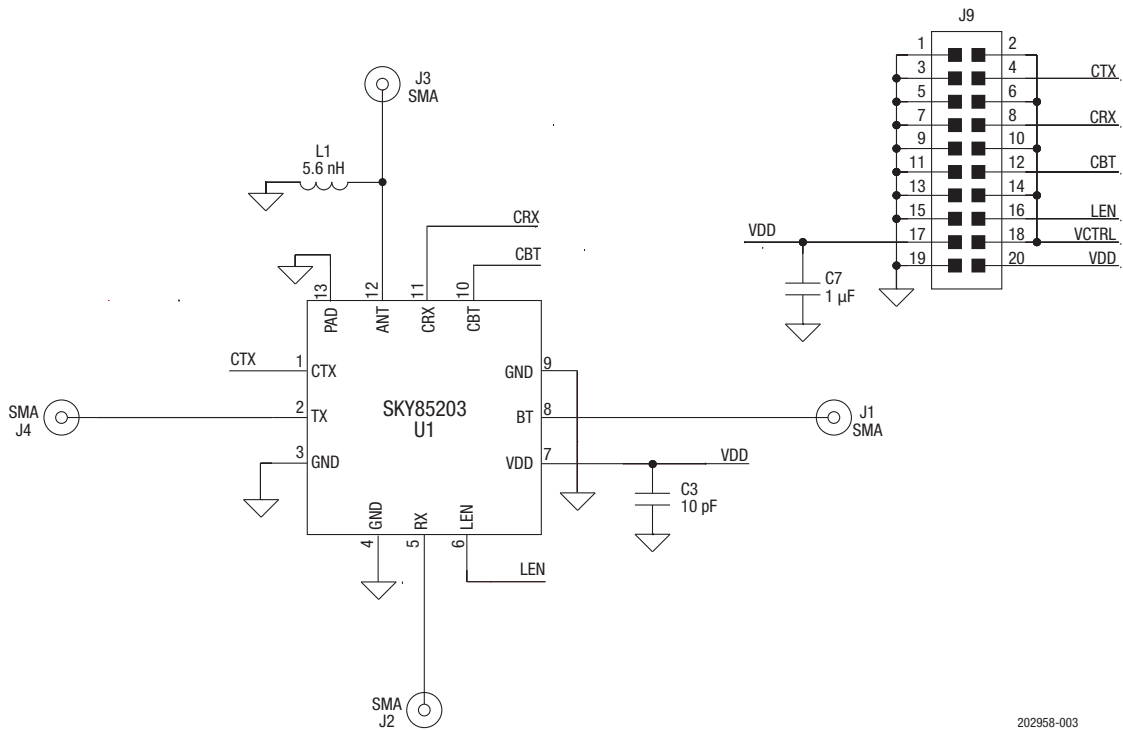 J9
1 2
3 4 CTX
5 6
7 8 CRX
9 10
11 12 CBT
13 14
15 16 LEN
VDD 17 18 VCTRL
19 20 VDD
C7
1 µF
J3
SMA
L1
5.6 nH
CRX
CBT
13 12 11 10
PAD ANT CRX CBT
CTX 1 CTX
GND 9
SKY85203
U1
SMA
J4
2 TX
BT 8
J1
SMA
3 GND
VDD 7 VDD
C3
10 pF
GND RX LEN
4 5 6
LEN
SMA
J2
202958-003